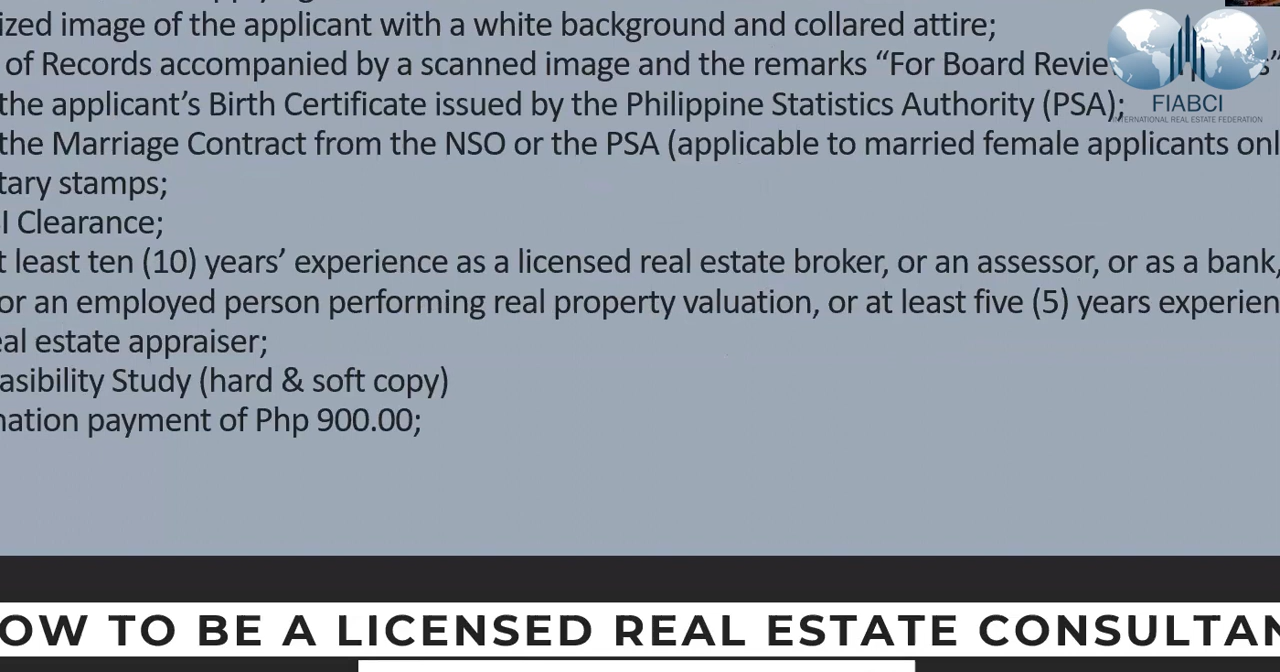 ized image of the applicant with a white background and collared attire;
of Records accompanied by a scanned image and the remarks “For Board
the applicant’s Birth Certificate issued by the Philippine Statistics Authority (PSA);
the Marriage Contract from the NSO or the PSA (applicable to married female applicants onl
tary stamps;
I Clearance;
t least ten (10) years’ experience as a licensed real estate broker, or an assessor, or as a bank,
or an employed person performing real property valuation, or at least five (5) years experien
eal estate appraiser;
easibility Study (hard & soft copy)
nation payment of Php 900.00;
FIABCI
INTERNATIONAL REAL ESTATE FEDERATION
OW TO BE A LICENSED REAL ESTATE CONSULTAN